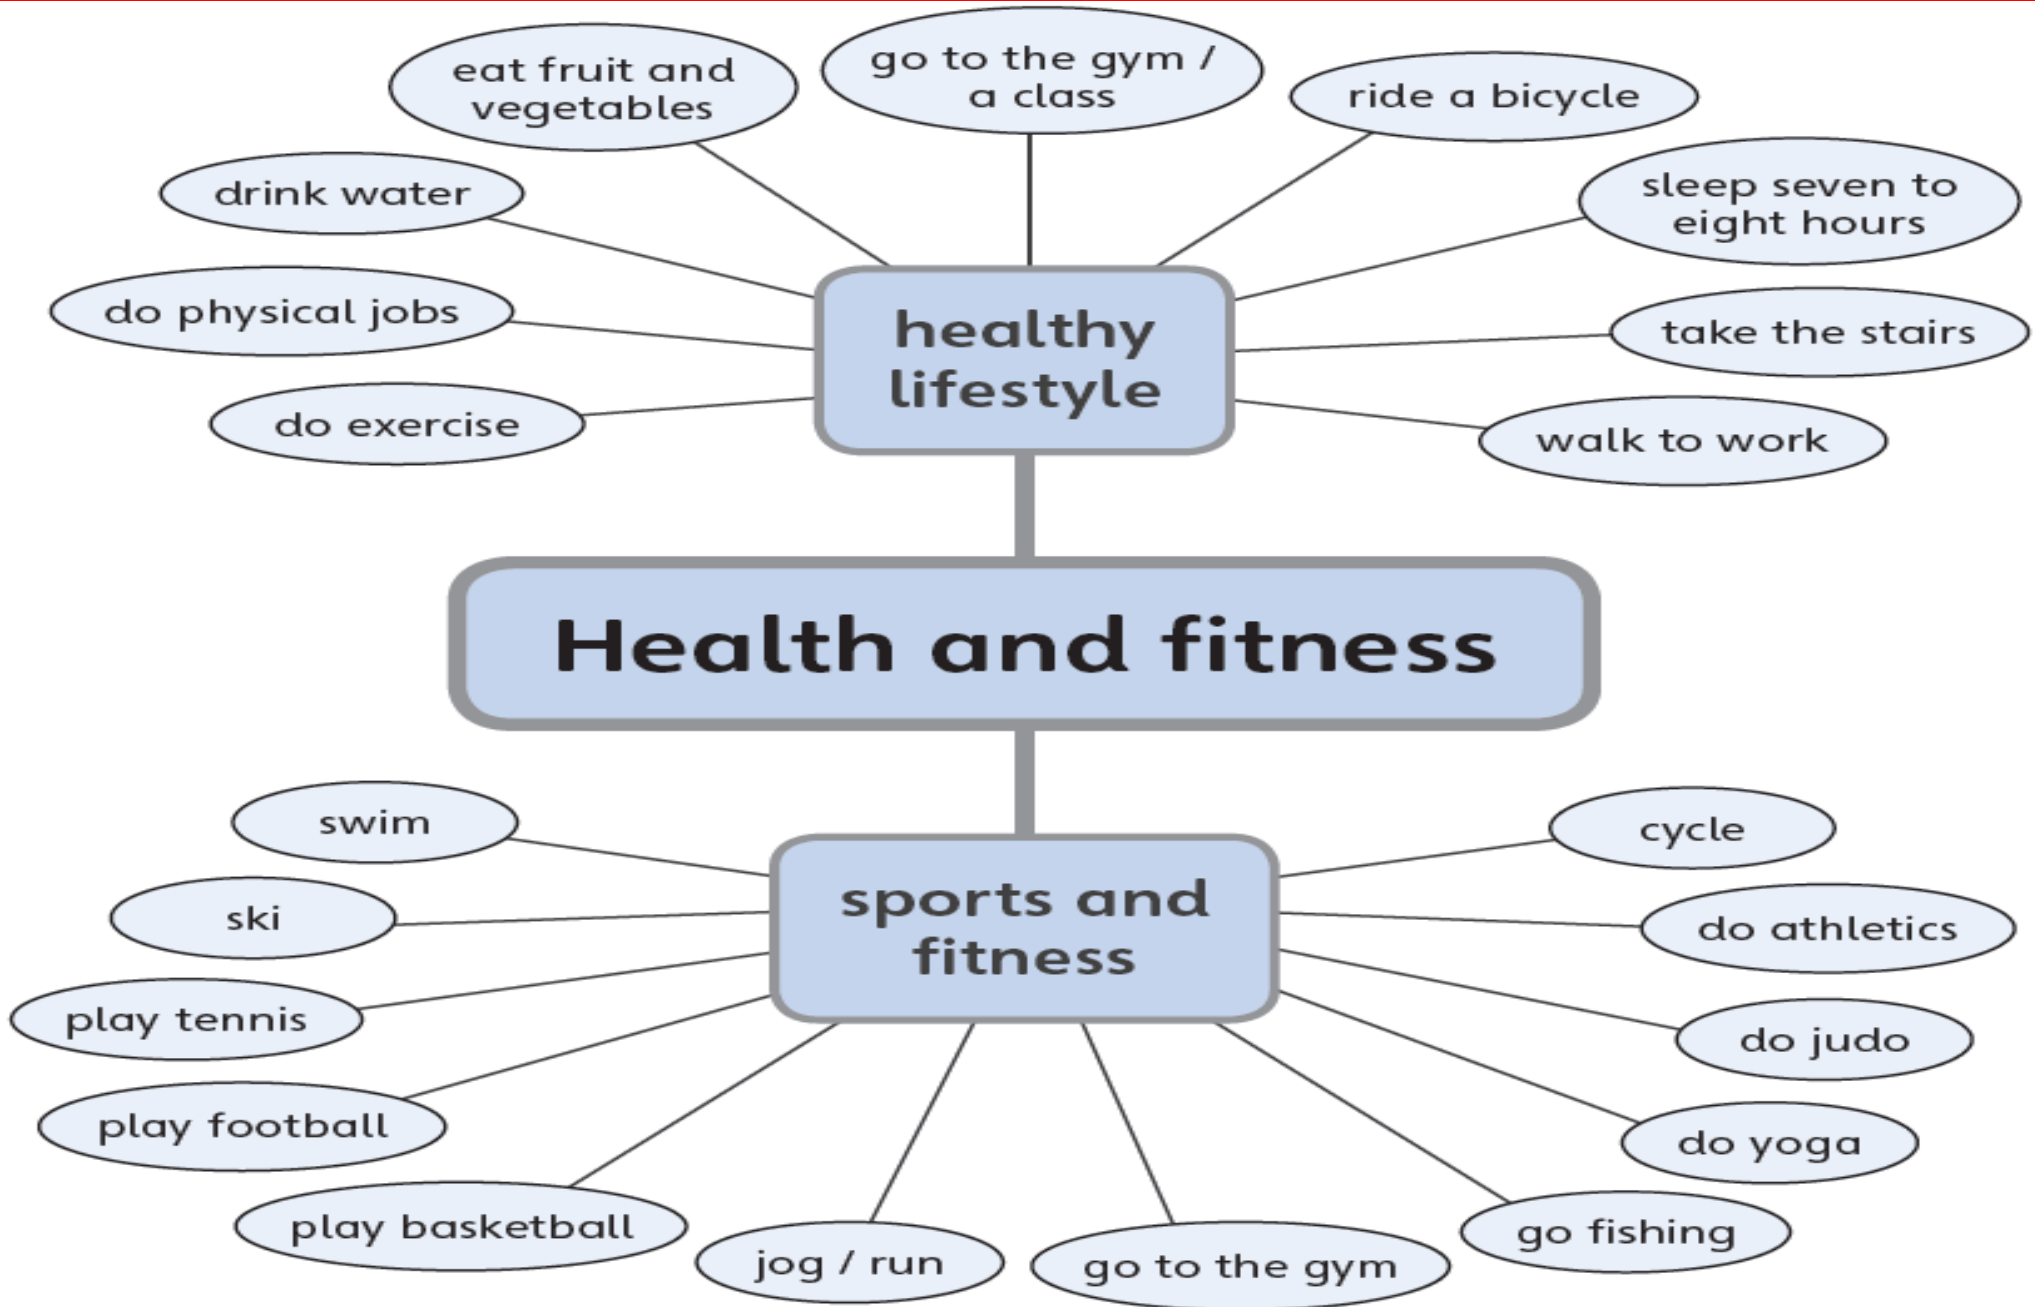 eat fruit and
vegetables
go to the gym /
a class
ride a bicycle
drink water
sleep seven to
eight hours
do physical jobs
take the stairs
do exercise
walk to work
healthy
lifestyle
Health and fitness
sports and
fitness
swim
cycle
ski
do athletics
play tennis
do judo
play football
do yoga
play basketball
go fishing
jog / run
go to the gym